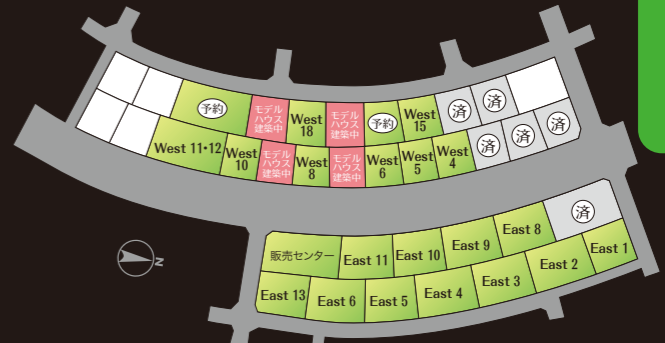 予約
モデル
ハウス
建築中
West
18
モデル
ハウス
建築中
予約
West
15
済
済
West 11・12
West
10
モデル
ハウス
建築中
West
8
モデル
ハウス
建築中
West
6
West
5
West
4
済
済
済
販売センター
East 11
East 10
East 9
East 8
済
East 13
East 6
East 5
East 4
East 3
East 2
East 1
N